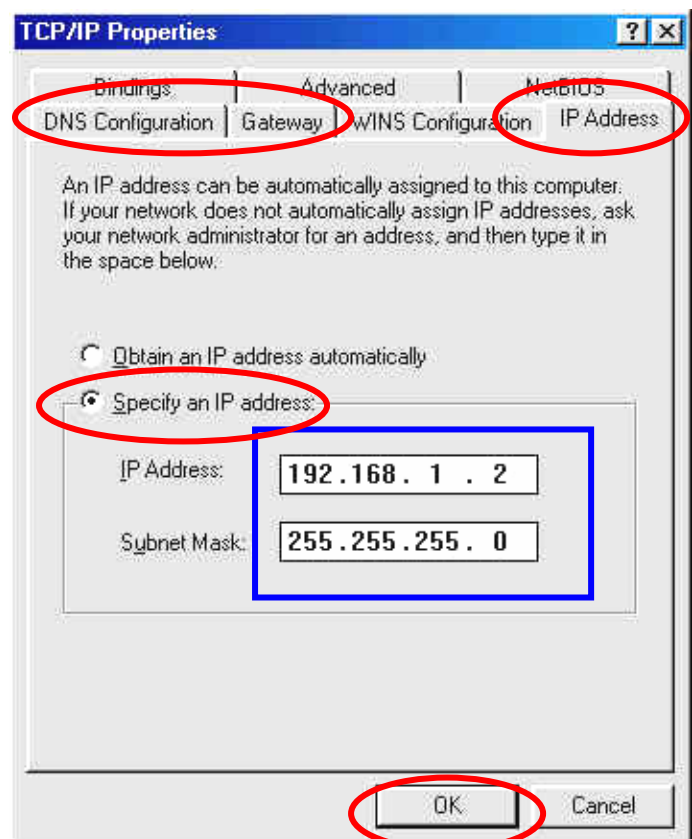 TCP/IP Properties
Bindings Advanced NetBIOS
DNS Configuration Gateway WINS Configuration IP Address
An IP address can be automatically assigned to this computer.
If your network does not automatically assign IP addresses, ask
your network administrator for an address, and then type it in
the space below.
Obtain an IP address automatically
Specify an IP address:
IP Address: 192.168. 1 . 2
Subnet Mask: 255.255.255. 0
OK Cancel